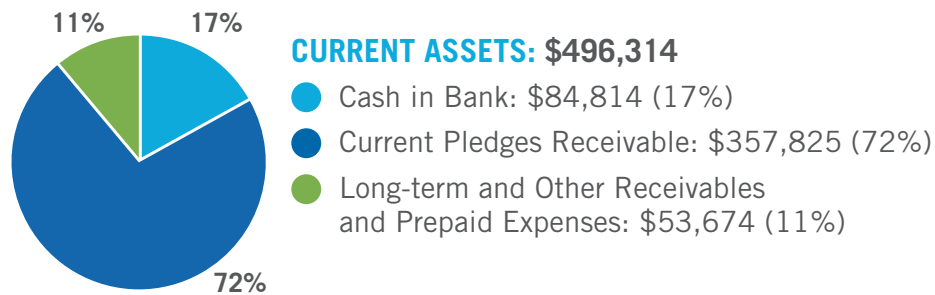 11%
17%
72%
CURRENT ASSETS: $496,314
Cash in Bank: $84,814 (17%)
Current Pledges Receivable: $357,825 (72%)
Long-term and Other Receivables
and Prepaid Expenses: $53,674 (11%)